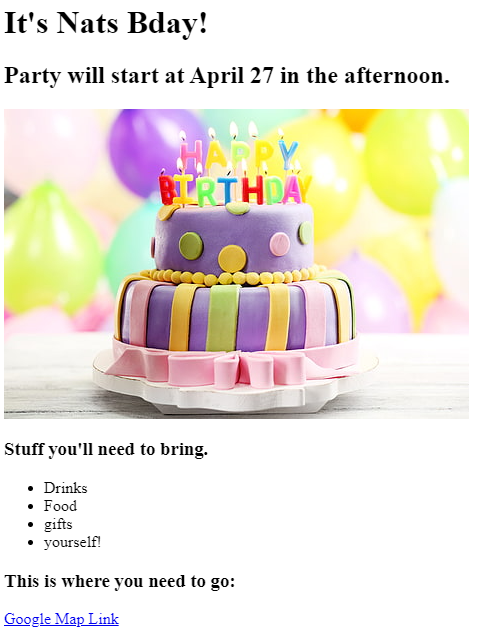 It's Nats Bday!
Party will start at April 27 in the afternoon.
HAPPY
BIRTHDAY
Stuff you'll need to bring.
Drinks
Food
gifts
yourself!
This is where you need to go:
Google Map Link